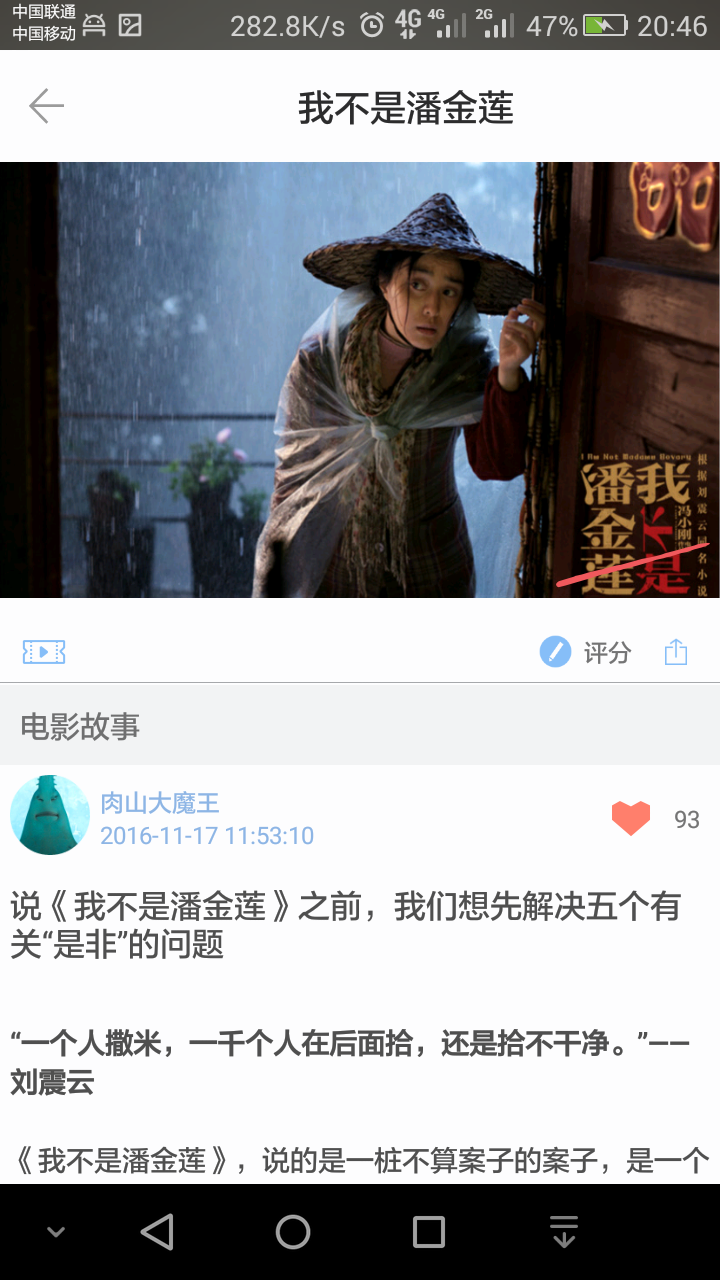 中国联通
中国移动
282.8K/s 4G 4G 2G 47% 20:46
我不是潘金莲
I Am Not Madame Bovary
我不是
潘金莲
冯小刚
根据刘震云同名小说
评分
电影故事
肉山大魔王
2016-11-17 11:53:10
93
说《我不是潘金莲》之前，我们想先解决五个有
关“是非”的问题
“一个人撒米，一千个人在后面拾，还是拾不干净。”——
刘震云
《我不是潘金莲》，说的是一桩不算案子的案子，是一个